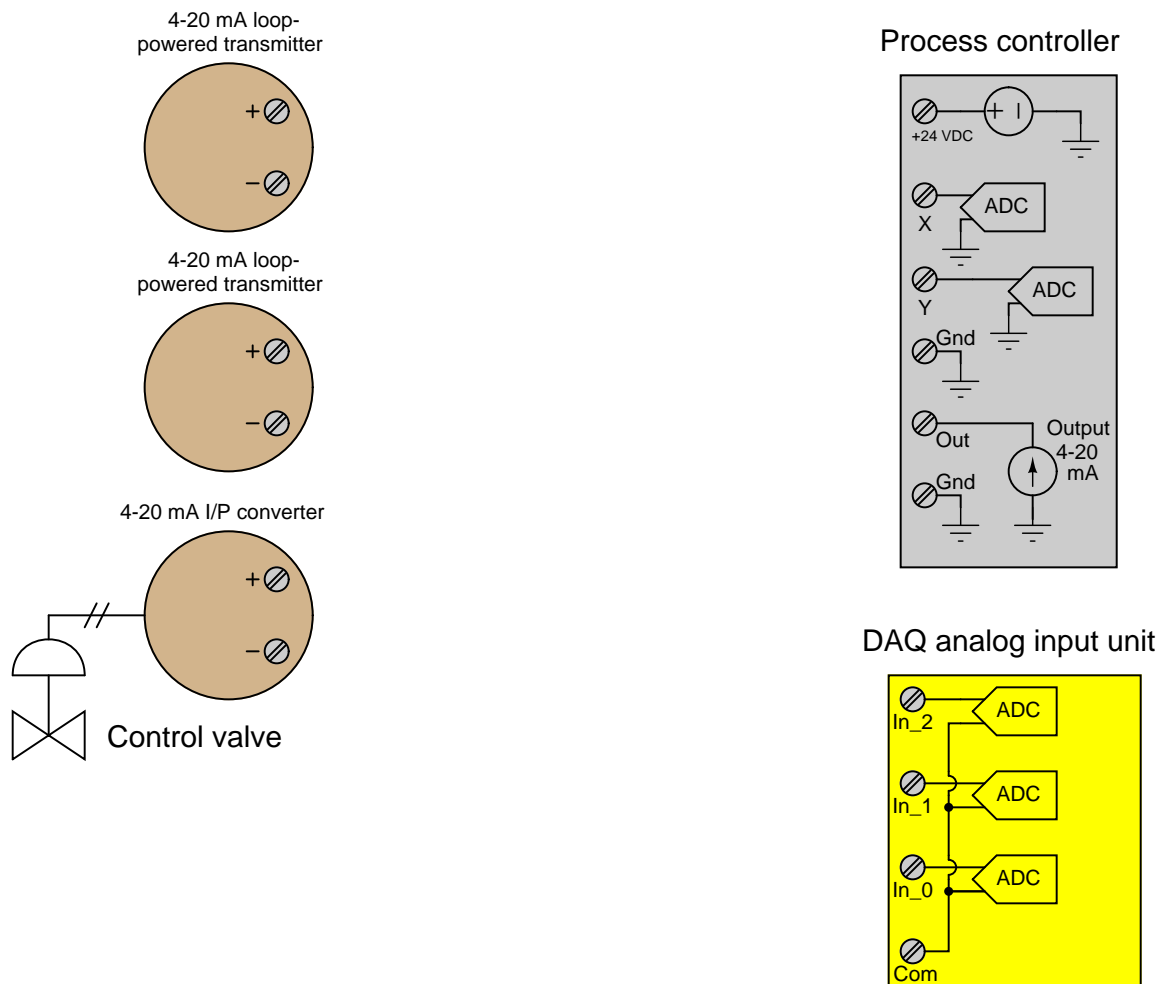 4-20 mA loop-
powered transmitter
+
−
4-20 mA loop-
powered transmitter
+
−
4-20 mA I/P converter
+
−
Control valve
Process controller
+24 VDC
+ −
X
ADC
Y
ADC
Gnd
Out
Output
4-20
mA
Gnd
DAQ analog input unit
In_2
ADC
In_1
ADC
In_0
ADC
Com